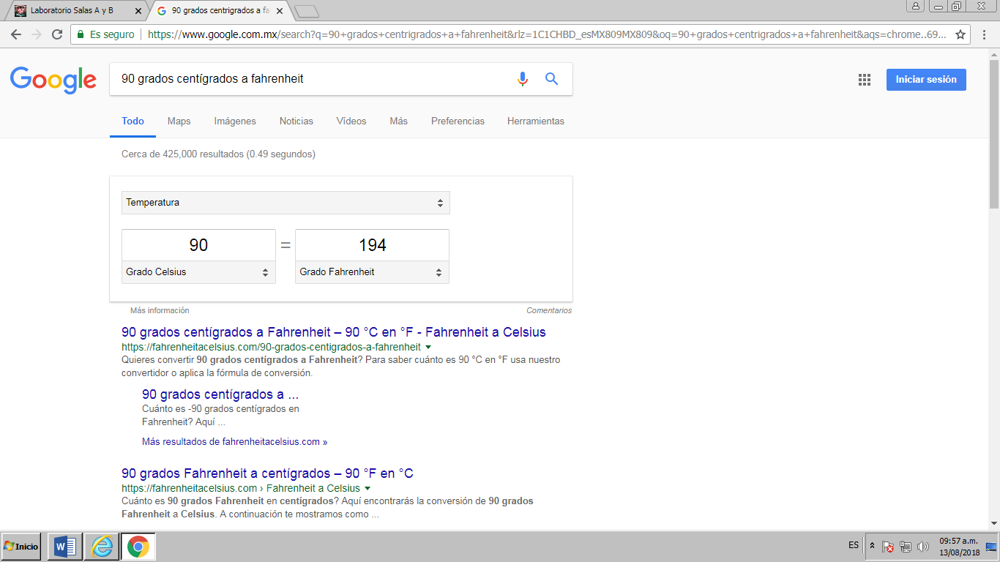 Laboratorio Salas A y B
90 grados centrigrados a fa
Es seguro
https://www.google.com.mx/search?q=90+grados+centrigrados+a+fahrenheit&rlz=1C1CHBD_esMX809MX809&oq=90+grados+centrigrados+a+fahrenheit&aqs=chrome..69...
Google
90 grados centígrados a fahrenheit
Iniciar sesión
Todo Maps Imágenes Noticias Vídeos Más Preferencias Herramientas
Cerca de 425,000 resultados (0.49 segundos)
Temperatura
90 = 194
Grado Celsius Grado Fahrenheit
Más información Comentarios
90 grados centígrados a Fahrenheit – 90 °C en °F - Fahrenheit a Celsius
https://fahrenheitacelsius.com/90-grados-centigrados-a-fahrenheit
Quieres convertir 90 grados centígrados a Fahrenheit? Para saber cuánto es 90 °C en °F usa nuestro
convertidor o aplica la fórmula de conversión.
90 grados centígrados a ...
Cuánto es -90 grados centígrados en
Fahrenheit? Aquí ...
Más resultados de fahrenheitacelsius.com »
90 grados Fahrenheit a centígrados – 90 °F en °C
https://fahrenheitacelsius.com › Fahrenheit a Celsius
Cuánto es 90 grados Fahrenheit en centígrados? Aquí encontrarás la conversión de 90 grados
Fahrenheit a Celsius. A continuación te mostramos como ...
Inicio
ES
09:57 a.m.
13/08/2018